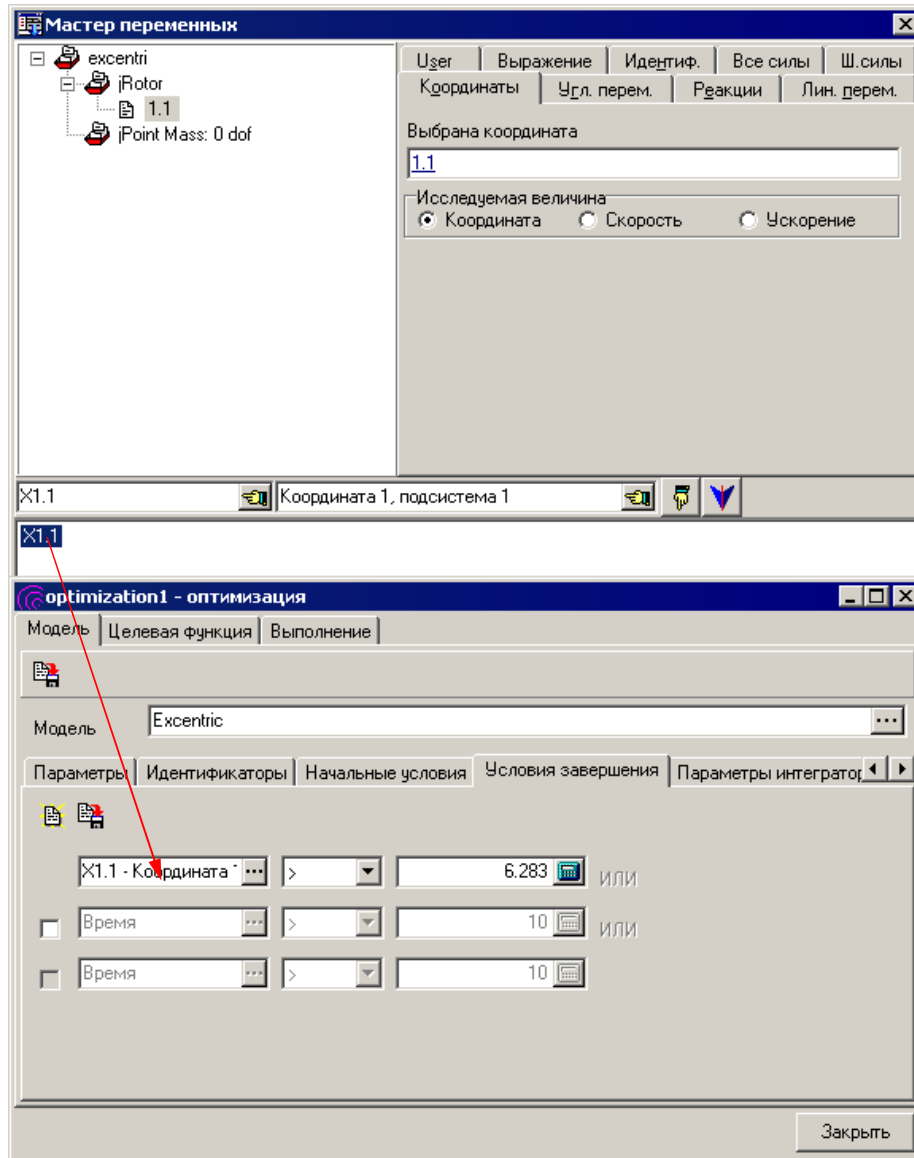 Мастер переменных
excentri
jRotor
1.1
jPoint Mass: 0 dof
User Выражение Идентиф. Все силы Ш.силы
Координаты Угл. перем. Реакции Лин. перем.
Выбрана координата
1.1
Исследуемая величина
Координата Скорость Ускорение
X1.1 Координата 1, подсистема 1
X1.1
optimization1 - оптимизация
Модель Целевая функция Выполнение
Модель Excentric ...
Параметры Идентификаторы Начальные условия Условия завершения Параметры интегратор
X1.1 - Координата ... > 6.283 или
Время ... > 10 или
Время ... > 10
Закрыть